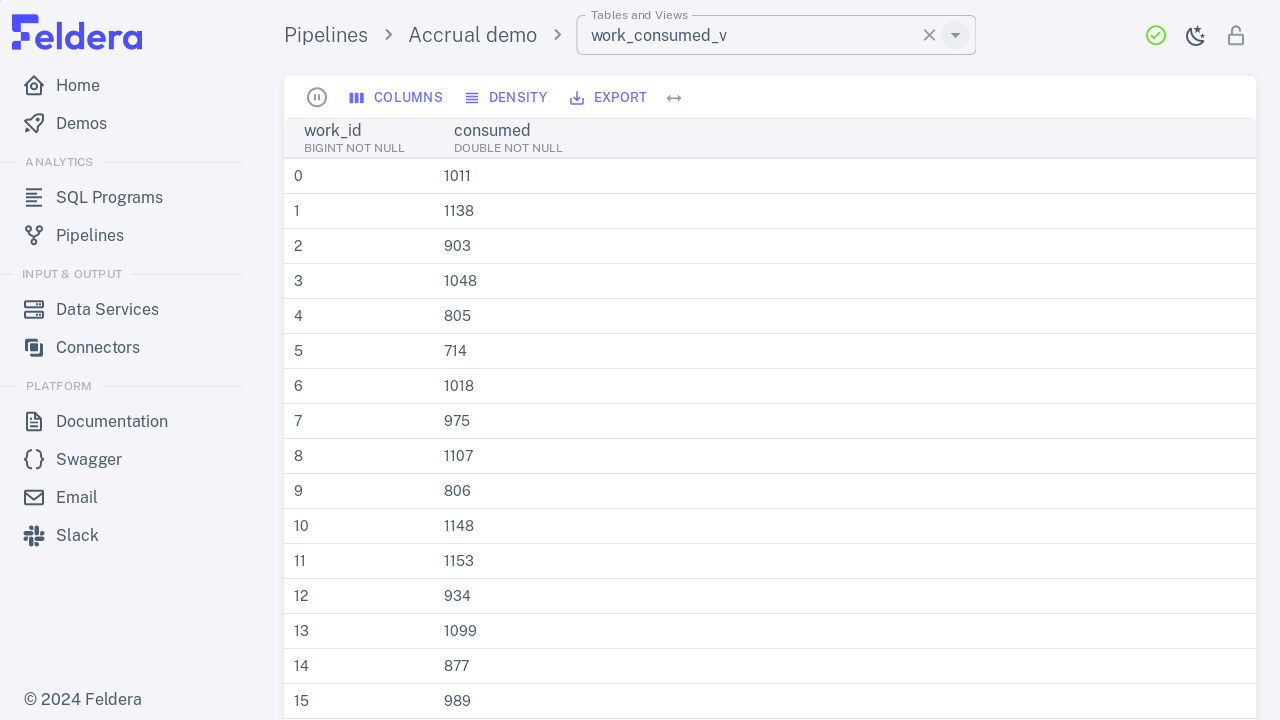 Feldera
Home
Demos
ANALYTICS
SQL Programs
Pipelines
INPUT & OUTPUT
Data Services
Connectors
PLATFORM
Documentation
Swagger
Email
Slack
© 2024 Feldera
Pipelines > Accrual demo >
Tables and Views
work_consumed_v
COLUMNS DENSITY EXPORT
work_id consumed
BIGINT NOT NULL DOUBLE NOT NULL
0 1011
1 1138
2 903
3 1048
4 805
5 714
6 1018
7 975
8 1107
9 806
10 1148
11 1153
12 934
13 1099
14 877
15 989